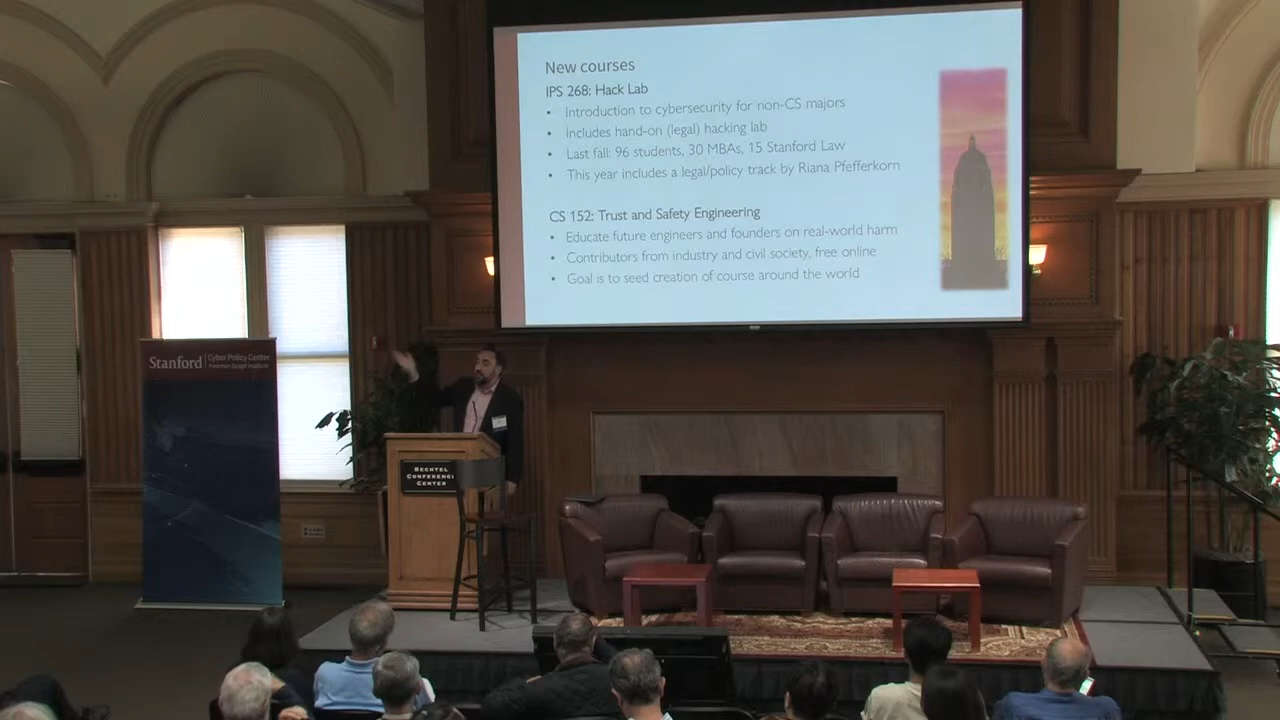 New courses
IPS 268: Hack Lab
• Introduction to cybersecurity for non-CS majors
• Includes hand-on (legal) hacking lab
• Last fall: 96 students, 30 MBAs, 15 Stanford Law
• This year includes a legal/policy track by Riana Pfefferkorn
CS 152: Trust and Safety Engineering
• Educate future engineers and founders on real-world harm
• Contributors from industry and civil society, free online
• Goal is to seed creation of course around the world
Stanford | Cyber Policy Center
Freeman Spogli Institute
BECHTEL
CONFERENCE
CENTER